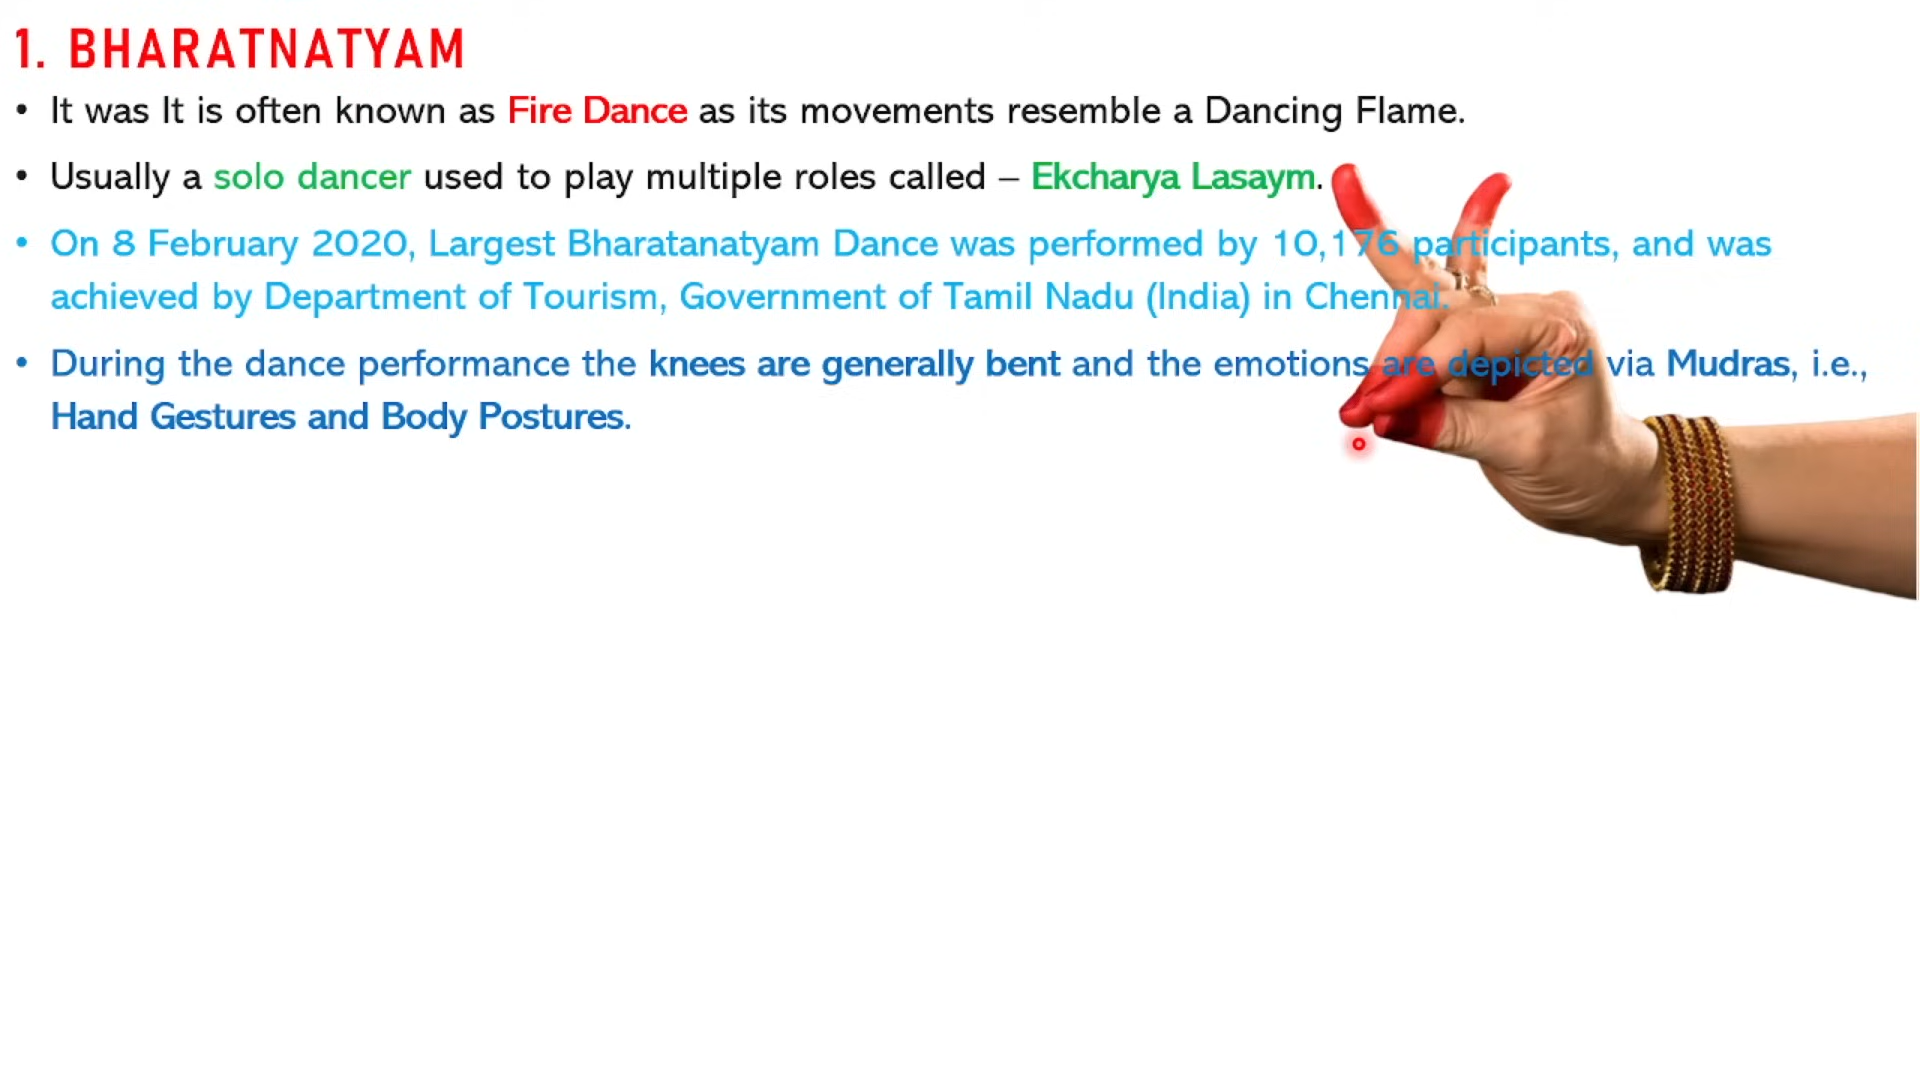 1. BHARATNATYAM
• It was It is often known as Fire Dance as its movements resemble a Dancing Flame.
• Usually a solo dancer used to play multiple roles called – Ekcharya Lasaym.
• On 8 February 2020, Largest Bharatanatyam Dance was performed by 10,176 participants, and was
achieved by Department of Tourism, Government of Tamil Nadu (India) in Chennai.
• During the dance performance the knees are generally bent and the emotions are depicted via Mudras, i.e.,
Hand Gestures and Body Postures.